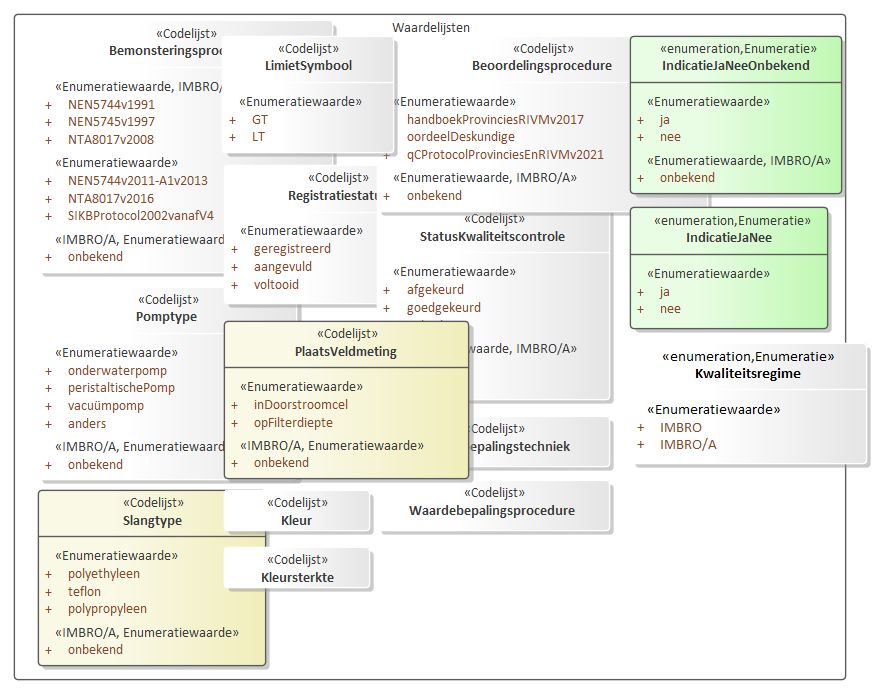 Waardelijsten
«Codelijst»
«Enumeratiewaarde, IMBRO/
+ NEN5744v1991
+ NEN5745v1997
+ NTA8017v2008
«Enumeratiewaarde»
+ NEN5744v2011-A1v2013
+ NTA8017v2016
+ SIKBProtocol2002vanafV4
«IMBRO/A, Enumeratiewaarde
+ onbekend
«Codelijst»
LimietSymbool
«Enumeratiewaarde»
+ GT
+ LT
«Codelijst»
Beoordelingsprocedure
«Enumeratiewaarde»
handboekProvinciesRIVMv2017
oordeelDeskundige
+ qCProtocolProvinciesEnRIVMv2021
«Enumeratiewaarde, IMBRO/A»
+ onbekend
«enumeration,Enumeratie»
IndicatieJaNeeOnbekend
«Enumeratiewaarde»
+ ja
+ nee
«Enumeratiewaarde, IMBRO/A»
+ onbekend
«Codelijst»
Registratiestatu
«Enumeratiewaarde»
+ geregistreerd
+ aangevuld
+ voltooid
«Codelijst»
StatusKwaliteitscontrole
«Enumeratiewaarde»
+ afgekeurd
+ goedgekeurd
waarde, IMBRO/A»
«enumeration,Enumeratie»
IndicatieJaNee
«Enumeratiewaarde»
+ ja
+ nee
«Codelijst»
Pomptype
«Enumeratiewaarde»
+ onderwaterpomp
+ peristaltischePomp
+ vacuümpomp
+ anders
«IMBRO/A, Enumeratiewaard
+ onbekend
«Codelijst»
PlaatsVeldmeting
«Enumeratiewaarde»
+ inDoorstroomcel
+ opFilterdiepte
«IMBRO/A, Enumeratiewaarde»
+ onbekend
«enumeration,Enumeratie»
Kwaliteitsregime
«Enumeratiewaarde»
+ IMBRO
+ IMBRO/A
Codelijst»
epalingstechniek
«Codelijst»
Slangtype
«Enumeratiewaarde»
+ polyethyleen
+ teflon
+ polypropyleen
«IMBRO/A, Enumeratiewaarde»
+ onbekend
«Codelijst»
Kleur
«Codelijst»
Waardebepalingsprocedure
«Codelijst»
Kleursterkte